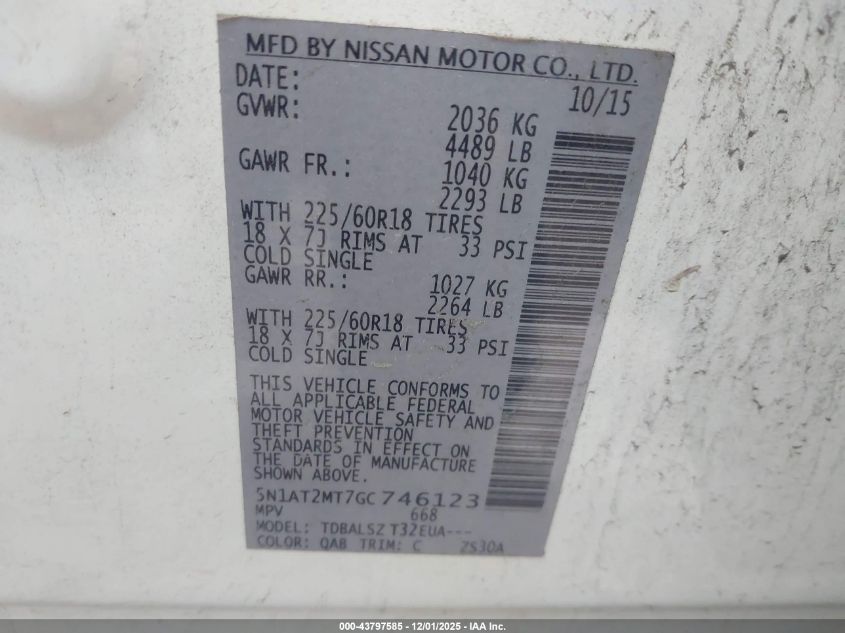 MFD BY NISSAN MOTOR CO., LTD.
DATE: 10/15
GVWR: 2036 KG
4489 LB
GAWR FR.: 1040 KG
2293 LB
WITH 225/60R18 TIRES
18 X 7J RIMS AT 33 PSI
COLD SINGLE
GAWR RR.: 1027 KG
2264 LB
WITH 225/60R18 TIRES
18 X 7J RIMS AT 33 PSI
COLD SINGLE
THIS VEHICLE CONFORMS TO
ALL APPLICABLE FEDERAL
MOTOR VEHICLE SAFETY AND
THEFT PREVENTION
STANDARDS IN EFFECT ON
THE DATE OF MANUFACTURE
SHOWN ABOVE.
5N1AT2MT7GC746123
MPV 668
MODEL: TDBALSZ T32EUA---
COLOR: QAB TRIM: C ZS30A
000-43797585 - 12/01/2025 - IAA Inc.